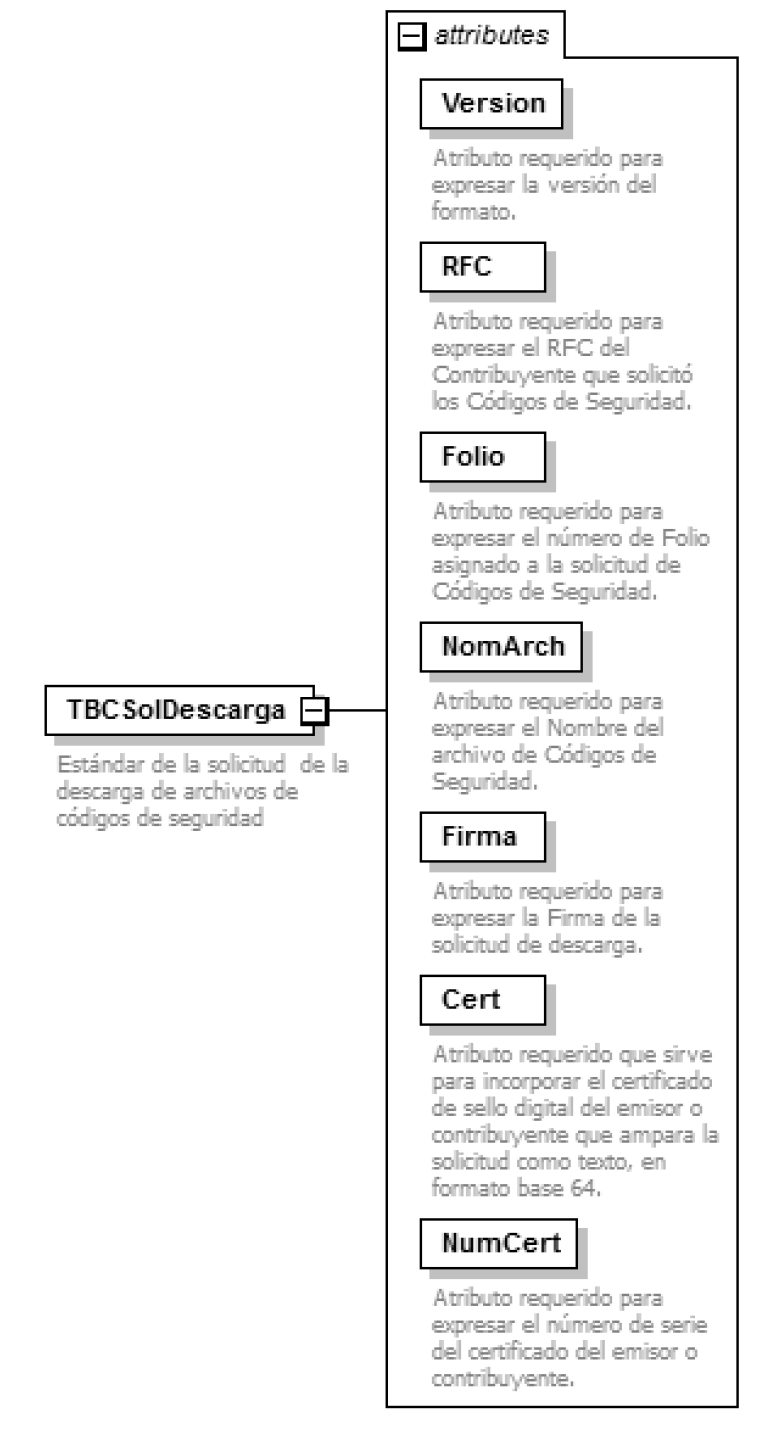 attributes
Version
Atributo requerido para
expresar la versión del
formato.
RFC
Atributo requerido para
expresar el RFC del
Contribuyente que solicitó
los Códigos de Seguridad.
Folio
Atributo requerido para
expresar el número de Folio
asignado a la solicitud de
Códigos de Seguridad.
NomArch
Atributo requerido para
expresar el Nombre del
archivo de Códigos de
Seguridad.
TBCSolDescarga
Estándar de la solicitud de la
descarga de archivos de
códigos de seguridad
Firma
Atributo requerido para
expresar la Firma de la
solicitud de descarga.
Cert
Atributo requerido que sirve
para incorporar el certificado
de sello digital del emisor o
contribuyente que ampara la
solicitud como texto, en
formato base 64.
NumCert
Atributo requerido para
expresar el número de serie
del certificado del emisor o
contribuyente.